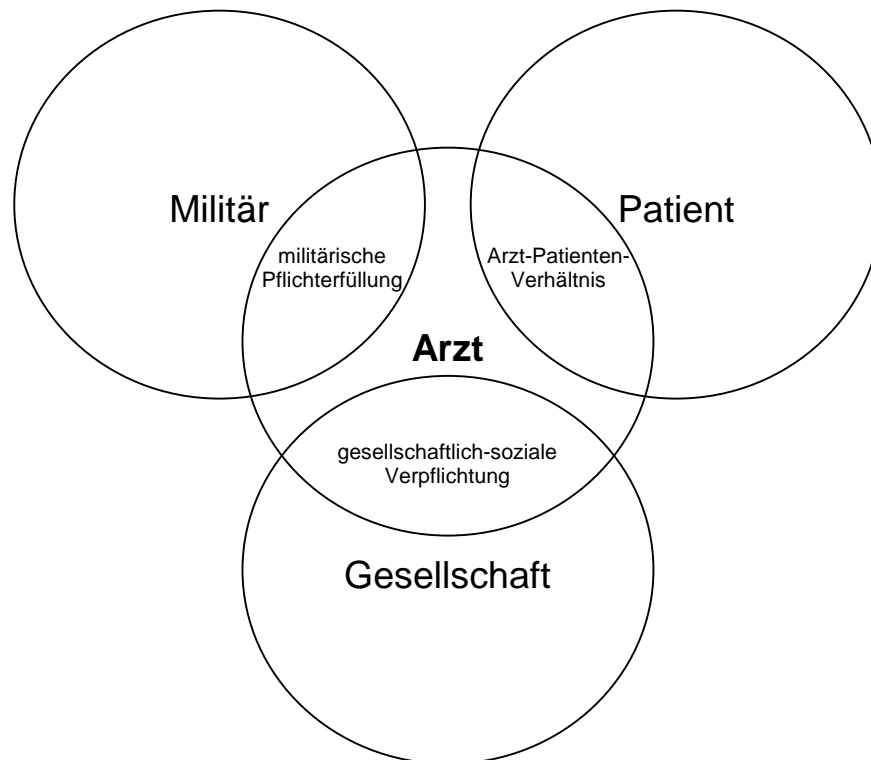 Militär
Patient
militärische
Pflichterfüllung
Arzt-Patienten-
Verhältnis
Arzt
gesellschaftlich-soziale
Verpflichtung
Gesellschaft